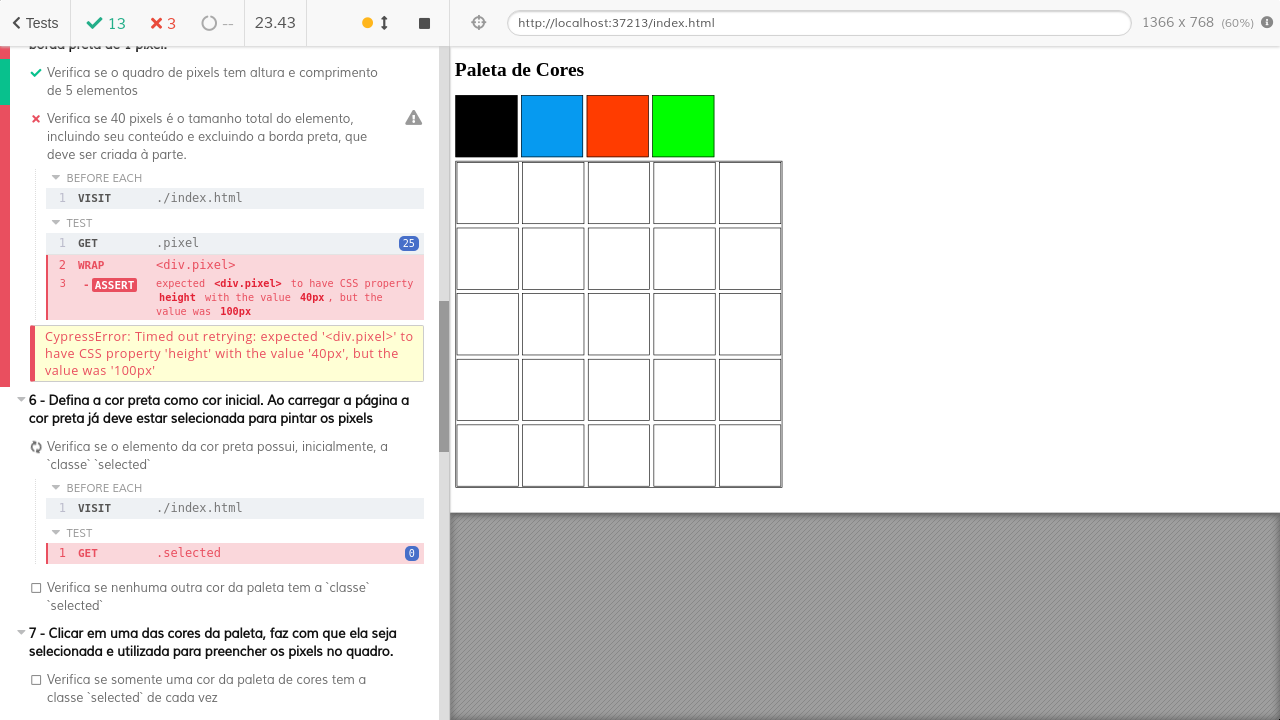 Tests 13 3 -- 23.43 http://localhost:37213/index.html 1366 x 768 (60%)
borda preta de 1 pixel.
Verifica se o quadro de pixels tem altura e comprimento
de 5 elementos
Verifica se 40 pixels é o tamanho total do elemento,
incluindo seu conteúdo e excluindo a borda preta, que
deve ser criada à parte.
BEFORE EACH
1 VISIT ./index.html
TEST
1 GET .pixel 25
2 WRAP <div.pixel>
3 - ASSERT expected <div.pixel> to have CSS property
height with the value 40px, but the
value was 100px
CypressError: Timed out retrying: expected '<div.pixel>' to
have CSS property 'height' with the value '40px', but the
value was '100px'
6 - Defina a cor preta como cor inicial. Ao carregar a página a
cor preta já deve estar selecionada para pintar os pixels
Verifica se o elemento da cor preta possui, inicialmente, a
`classe` `selected`
BEFORE EACH
1 VISIT ./index.html
TEST
1 GET .selected 0
Verifica se nenhuma outra cor da paleta tem a `classe`
`selected`
7 - Clicar em uma das cores da paleta, faz com que ela seja
selecionada e utilizada para preencher os pixels no quadro.
Verifica se somente uma cor da paleta de cores tem a
classe `selected` de cada vez
Paleta de Cores